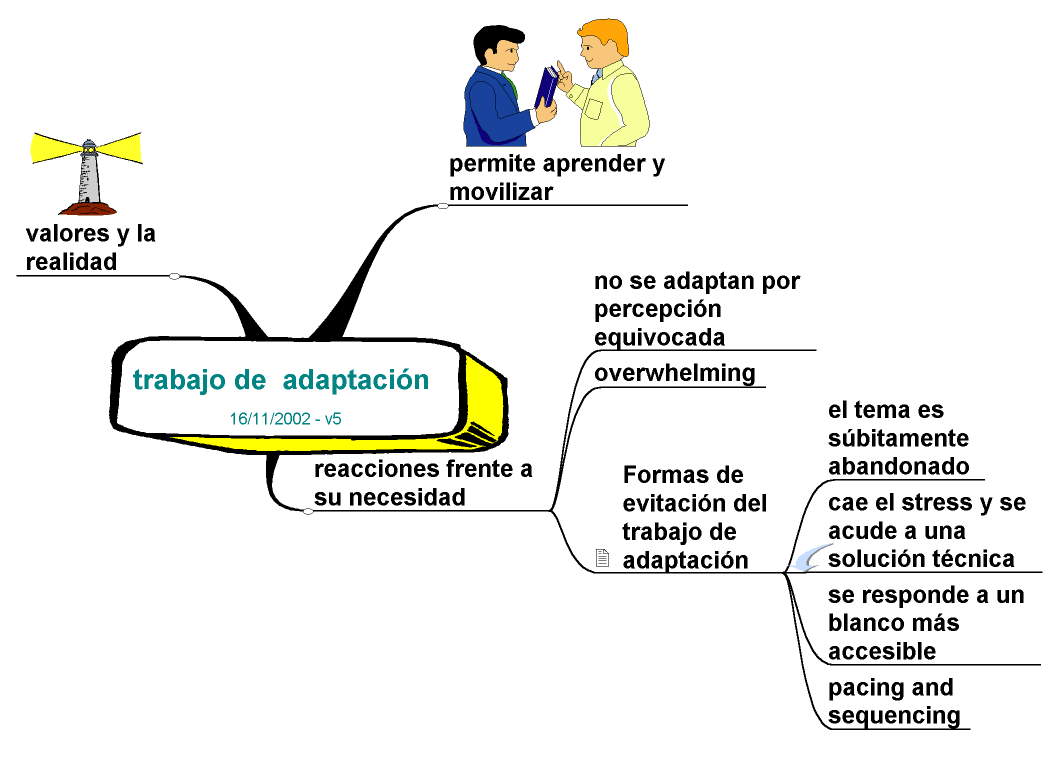 permite aprender y
movilizar
valores y la
realidad
trabajo de  adaptación
16/11/2002 - v5
reacciones frente a
su necesidad
no se adaptan por
percepción
equivocada
overwhelming
Formas de
evitación del
trabajo de
adaptación
el tema es
súbitamente
abandonado
cae el stress y se
acude a una
solución técnica
se responde a un
blanco más
accesible
pacing and
sequencing